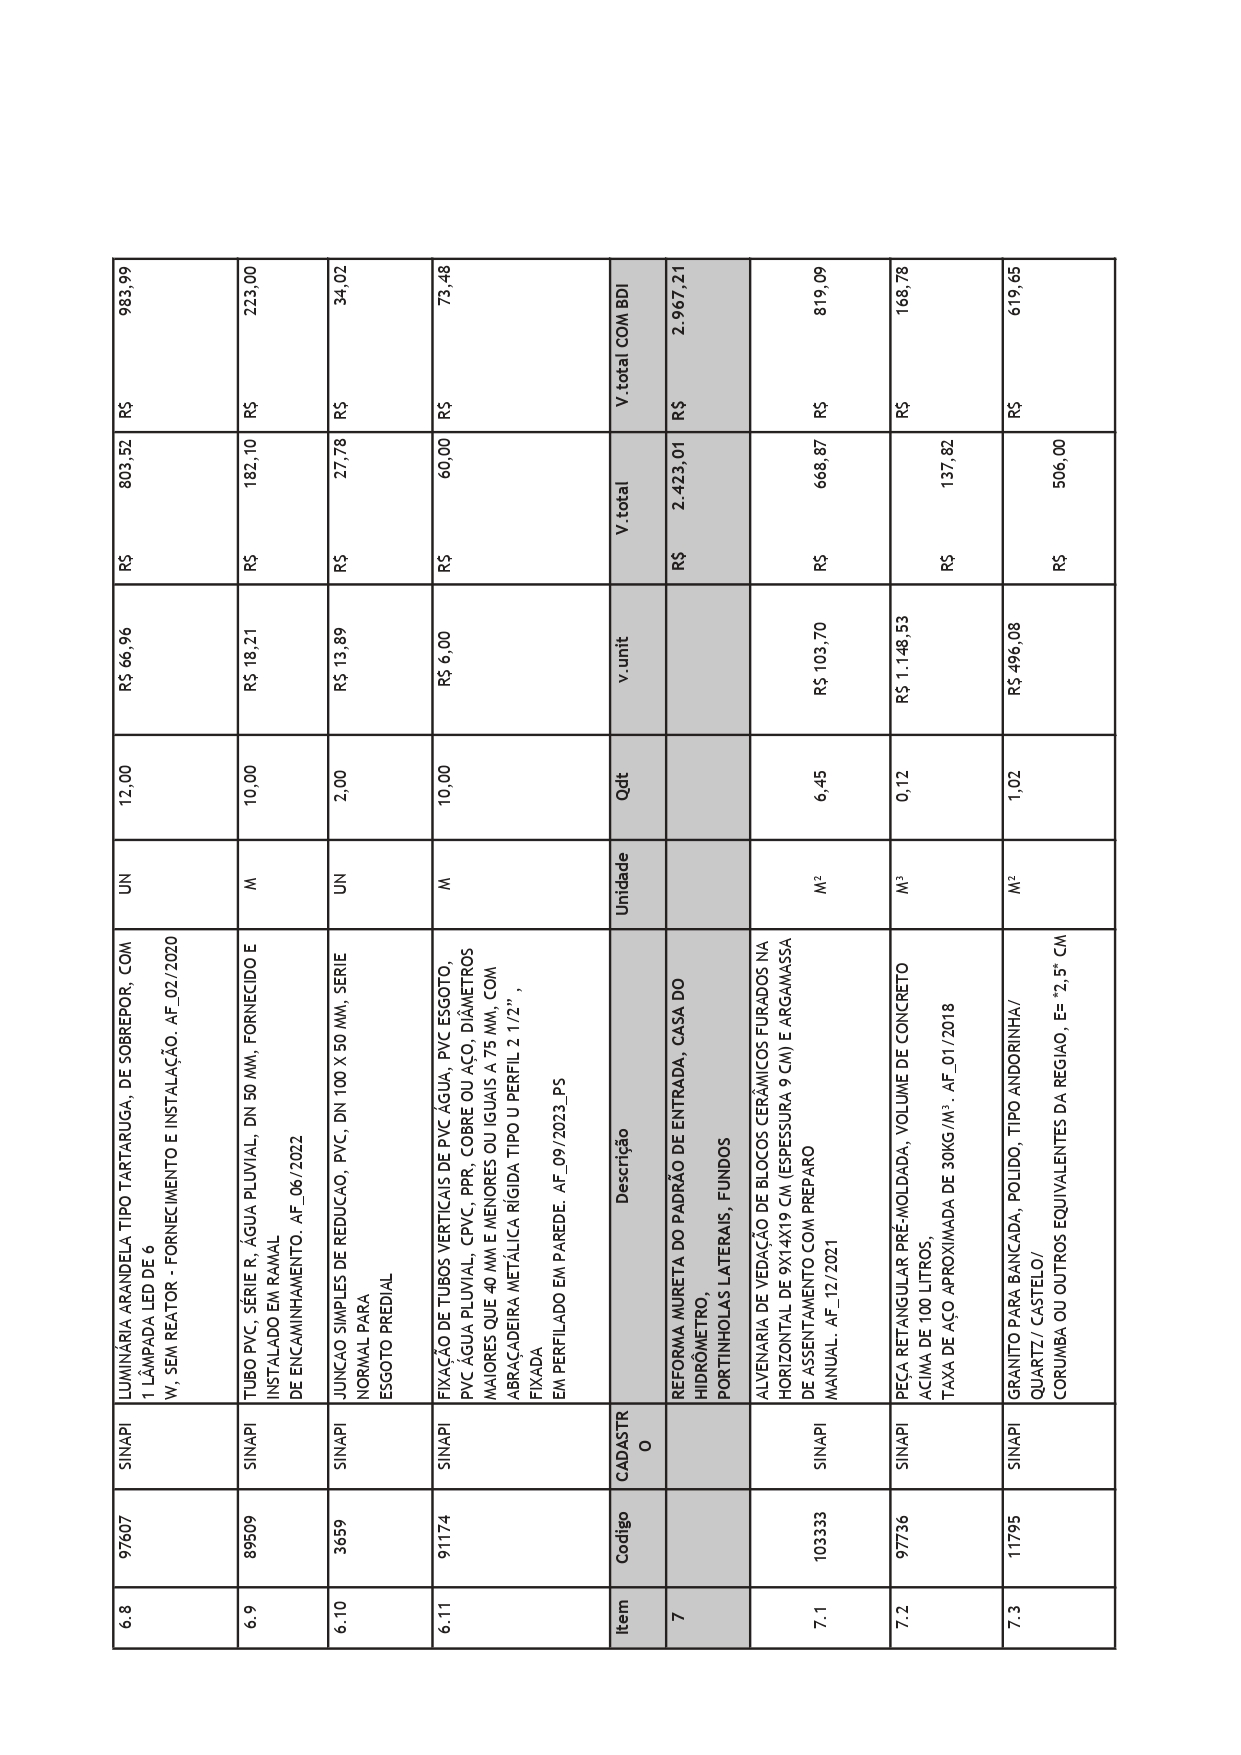 6.8 97607 SINAPI LUMINÁRIA ARANDELA TIPO TARTARUGA, DE SOBREPOR, COM UN 12,00 R$ 66,96 R$ 803,52 R$ 983,99
1 LÂMPADA LED DE 6
W, SEM REATOR - FORNECIMENTO E INSTALAÇÃO. AF_02/2020
6.9 89509 SINAPI TUBO PVC, SÉRIE R, ÁGUA PLUVIAL, DN 50 MM, FORNECIDO E M 10,00 R$ 18,21 R$ 182,10 R$ 223,00
INSTALADO EM RAMAL
DE ENCAMINHAMENTO. AF_06/2022
6.10 3659 SINAPI JUNCAO SIMPLES DE REDUCAO, PVC, DN 100 X 50 MM, SERIE UN 2,00 R$ 13,89 R$ 27,78 R$ 34,02
NORMAL PARA
ESGOTO PREDIAL
6.11 91174 SINAPI FIXAÇÃO DE TUBOS VERTICAIS DE PVC ÁGUA, PVC ESGOTO, M 10,00 R$ 6,00 R$ 60,00 R$ 73,48
PVC ÁGUA PLUVIAL, CPVC, PPR, COBRE OU AÇO, DIÂMETROS
MAIORES QUE 40 MM E MENORES OU IGUAIS A 75 MM, COM
ABRAÇADEIRA METÁLICA RÍGIDA TIPO U PERFIL 2 1/2” ,
FIXADA
EM PERFILADO EM PAREDE. AF_09/2023_PS
Item Codigo CADASTR Descrição Unidade Qdt v.unit V.total V.total COM BDI
O
7 REFORMA MURETA DO PADRÃO DE ENTRADA, CASA DO R$ 2.423,01 R$ 2.967,21
HIDRÔMETRO,
PORTINHOLAS LATERAIS, FUNDOS
ALVENARIA DE VEDAÇÃO DE BLOCOS CERÂMICOS FURADOS NA
HORIZONTAL DE 9X14X19 CM (ESPESSURA 9 CM) E ARGAMASSA
DE ASSENTAMENTO COM PREPARO
7.1 103333 SINAPI MANUAL. AF_12/2021 M² 6,45 R$ 103,70 R$ 668,87 R$ 819,09
7.2 97736 SINAPI PEÇA RETANGULAR PRÉ-MOLDADA, VOLUME DE CONCRETO M³ 0,12 R$ 1.148,53 R$ 168,78
ACIMA DE 100 LITROS,
TAXA DE AÇO APROXIMADA DE 30KG/M³. AF_01/2018 R$ 137,82
7.3 11795 SINAPI GRANITO PARA BANCADA, POLIDO, TIPO ANDORINHA/ M² 1,02 R$ 496,08 R$ 619,65
QUARTZ/ CASTELO/
CORUMBA OU OUTROS EQUIVALENTES DA REGIAO, E= *2,5* CM R$ 506,00